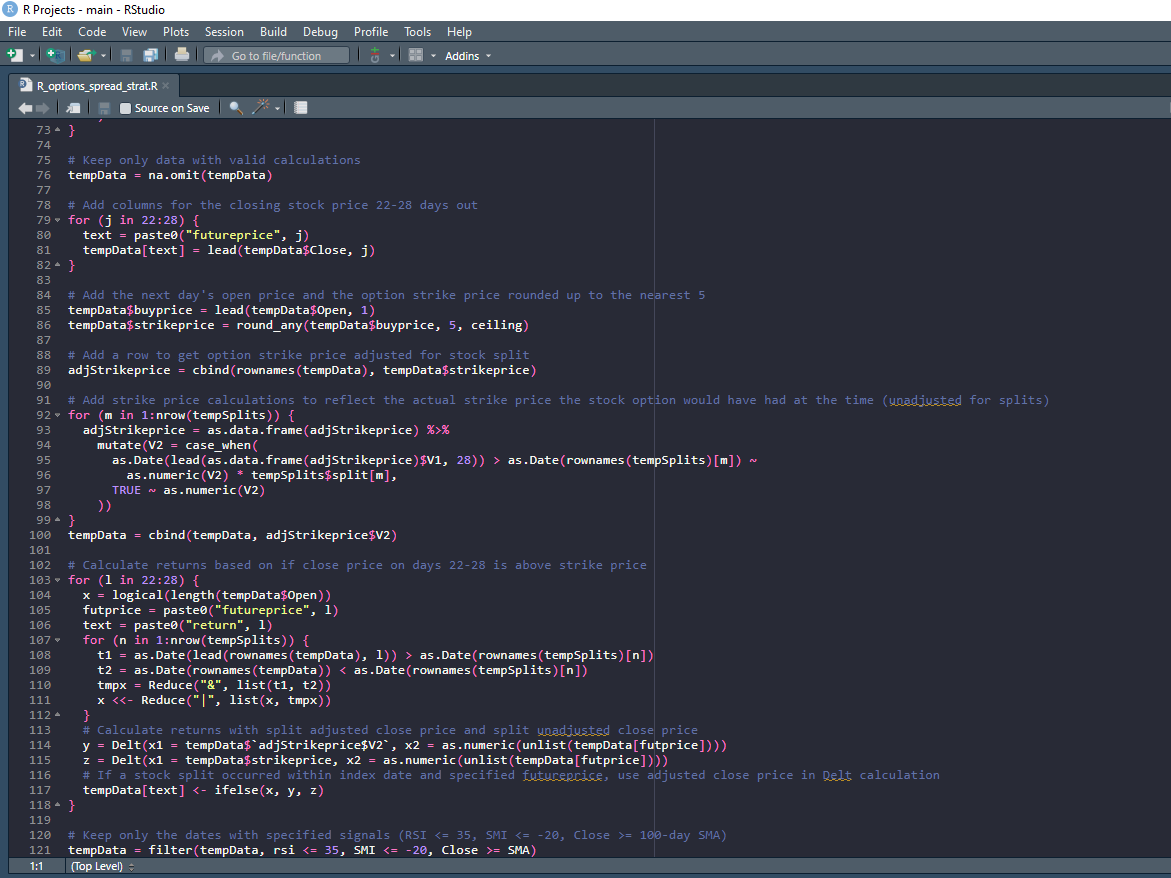 R Projects - main - RStudio
File Edit Code View Plots Session Build Debug Profile Tools Help
Go to file/function Addins
R_options_spread_strat.R
Source on Save
73 }
74
75 # Keep only data with valid calculations
76 tempData = na.omit(tempData)
77
78 # Add columns for the closing stock price 22-28 days out
79 for (j in 22:28) {
80   text = paste0("futureprice", j)
81   tempData[text] = lead(tempData$Close, j)
82 }
83
84 # Add the next day's open price and the option strike price rounded up to the nearest 5
85 tempData$buyprice = lead(tempData$Open, 1)
86 tempData$strikeprice = round_any(tempData$buyprice, 5, ceiling)
87
88 # Add a row to get option strike price adjusted for stock split
89 adjStrikeprice = cbind(rownames(tempData), tempData$strikeprice)
90
91 # Add strike price calculations to reflect the actual strike price the stock option would have had at the time (unadjusted for splits)
92 for (m in 1:nrow(tempSplits)) {
93   adjStrikeprice = as.data.frame(adjStrikeprice) %>%
94     mutate(V2 = case_when(
95       as.Date(lead(as.data.frame(adjStrikeprice)$V1, 28)) > as.Date(rownames(tempSplits)[m]) ~
96         as.numeric(V2) * tempSplits$split[m],
97       TRUE ~ as.numeric(V2)
98     ))
99 }
100 tempData = cbind(tempData, adjStrikeprice$V2)
101
102 # Calculate returns based on if close price on days 22-28 is above strike price
103 for (l in 22:28) {
104   x = logical(length(tempData$Open))
105   futprice = paste0("futureprice", l)
106   text = paste0("return", l)
107   for (n in 1:nrow(tempSplits)) {
108     t1 = as.Date(lead(rownames(tempData), l)) > as.Date(rownames(tempSplits)[n])
109     t2 = as.Date(rownames(tempData)) < as.Date(rownames(tempSplits)[n])
110     tmpx = Reduce("&", list(t1, t2))
111     x <<- Reduce("|", list(x, tmpx))
112   }
113   # Calculate returns with split adjusted close price and split unadjusted close price
114   y = Delt(x1 = tempData$`adjStrikeprice$V2`, x2 = as.numeric(unlist(tempData[futprice])))
115   z = Delt(x1 = tempData$strikeprice, x2 = as.numeric(unlist(tempData[futprice])))
116   # If a stock split occurred within index date and specified futureprice, use adjusted close price in Delt calculation
117   tempData[text] <- ifelse(x, y, z)
118 }
119
120 # Keep only the dates with specified signals (RSI <= 35, SMI <= -20, Close >= 100-day SMA)
121 tempData = filter(tempData, rsi <= 35, SMI <= -20, Close >= SMA)
1:1 (Top Level)